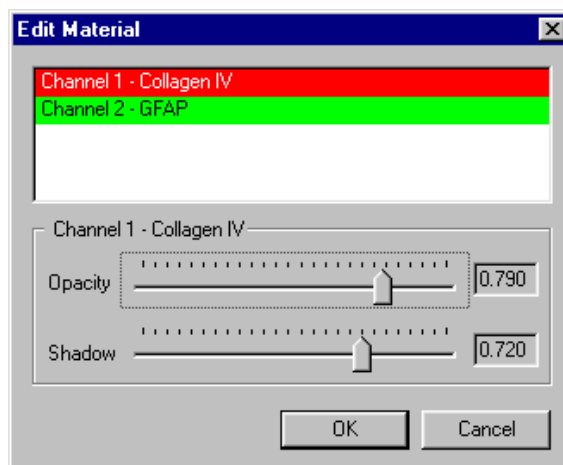 Edit Material
Channel 1 - Collagen IV
Channel 2 - GFAP
Channel 1 - Collagen IV
Opacity 0.790
Shadow 0.720
OK Cancel